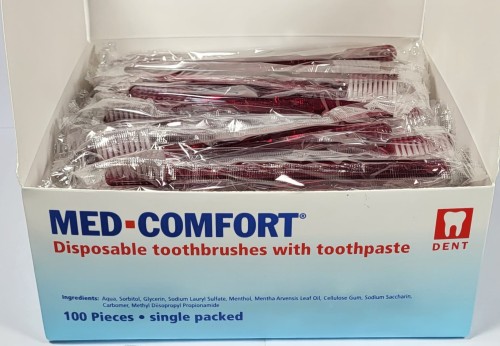 MED-COMFORT®
Disposable toothbrushes with toothpaste
DENT
Ingredients: Aqua, Sorbitol, Glycerin, Sodium Lauryl Sulfate, Menthol, Mentha Arvensis Leaf Oil, Cellulose Gum, Sodium Saccharin,
Carbomer, Methyl Diisopropyl Propionamide
100 Pieces • single packed